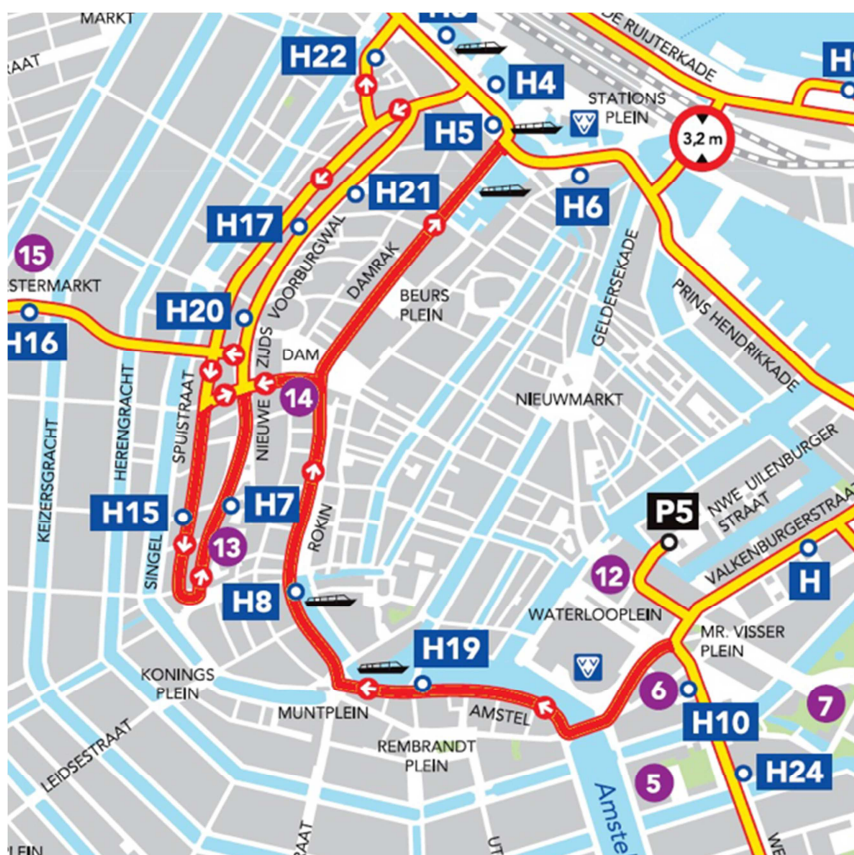 MARKT
H22
DE RUIJTERKADE
H4
STATIONS
PLEIN
3,2 m
H5
H21
H6
H17
15
DAMRAK
VOORBURGWAL
BEURS
PLEIN
GELDERSEKADE
PRINS HENDRIKKADE
H20
H16
ZIJDS
DAM
SPUISTRAAT
HERENGRACHT
NIEUWE
14
NIEUWMARKT
KEIZERSGRACHT
H15
H7
13
SINGEL
ROKIN
P5
NWE UILENBURGER
STRAAT
VALKENBURGERSTRAAT
12
H
H8
WATERLOOPLEIN
MR. VISSER
PLEIN
H19
KONINGS
PLEIN
MUNTPLEIN
AMSTEL
6
7
H10
REMBRANDT
PLEIN
LEIDSESTRAAT
5
H24
Amste